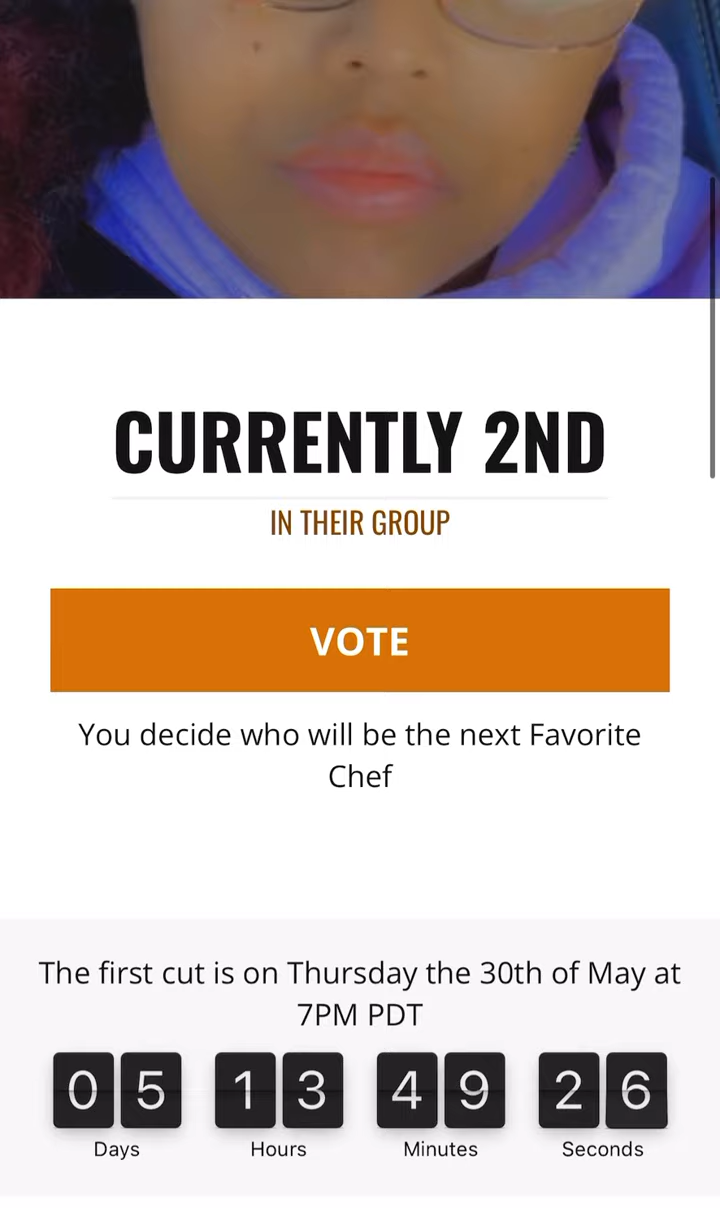 CURRENTLY 2ND
IN THEIR GROUP
VOTE
You decide who will be the next Favorite
Chef
The first cut is on Thursday the 30th of May at
7PM PDT
05 13 49 26
Days Hours Minutes Seconds